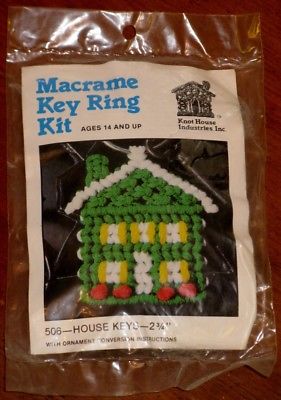 Macrame
Key Ring
Kit
AGES 14 AND UP
Knot House
Industries Inc.
506—HOUSE KEYS—2¾"
WITH ORNAMENT CONVERSION INSTRUCTIONS